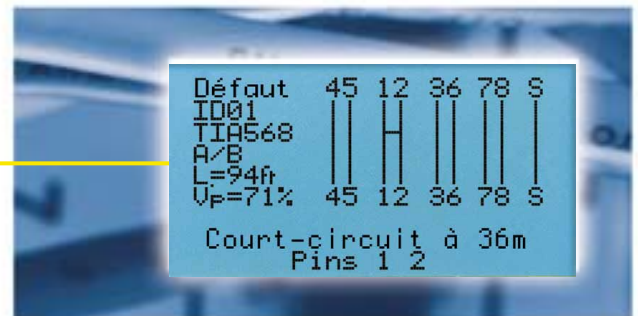 Défaut 45 12 36 78 S
ID01
TIA568
A/B
L=94fr
Vp=71% 45 12 36 78 S
Court-circuit à 36m
Pins 1 2